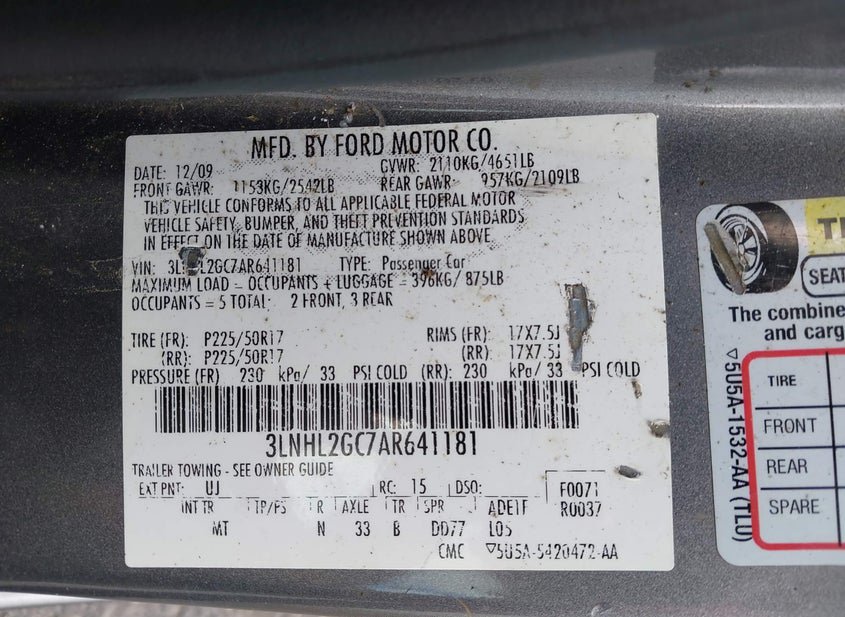 MFD. BY FORD MOTOR CO.
DATE: 12/09 GVWR: 2110KG/4651LB
FRONT GAWR: 1153KG/2542LB REAR GAWR: 957KG/2109LB
THIS VEHICLE CONFORMS TO ALL APPLICABLE FEDERAL MOTOR
VEHICLE SAFETY, BUMPER, AND THEFT PREVENTION STANDARDS
IN EFFECT ON THE DATE OF MANUFACTURE SHOWN ABOVE
VIN: 3LNHL2GC7AR641181 TYPE: Passenger Car
MAXIMUM LOAD = OCCUPANTS + LUGGAGE = 396KG/ 875LB
OCCUPANTS = 5 TOTAL: 2 FRONT, 3 REAR
TIRE (FR): P225/50R17 RIMS (FR): 17X7.5J
(RR): P225/50R17 (RR): 17X7.5J
PRESSURE (FR) 230 kPa/ 33 PSI COLD (RR): 230 kPa/ 33 PSI COLD
3LNHL2GC7AR641181
TRAILER TOWING - SEE OWNER GUIDE
EXT PNT: UJ RC: 15 DSO: F0071
INT TR TP/PS R AXLE TR SPR R0037
MT N 33 B DD77 L05
CMC ▽5U5A-5420472-AA
SEAT
The combine
and carg
TIRE
FRONT
REAR
SPARE
▽5U5A-1532-AA (TLU)